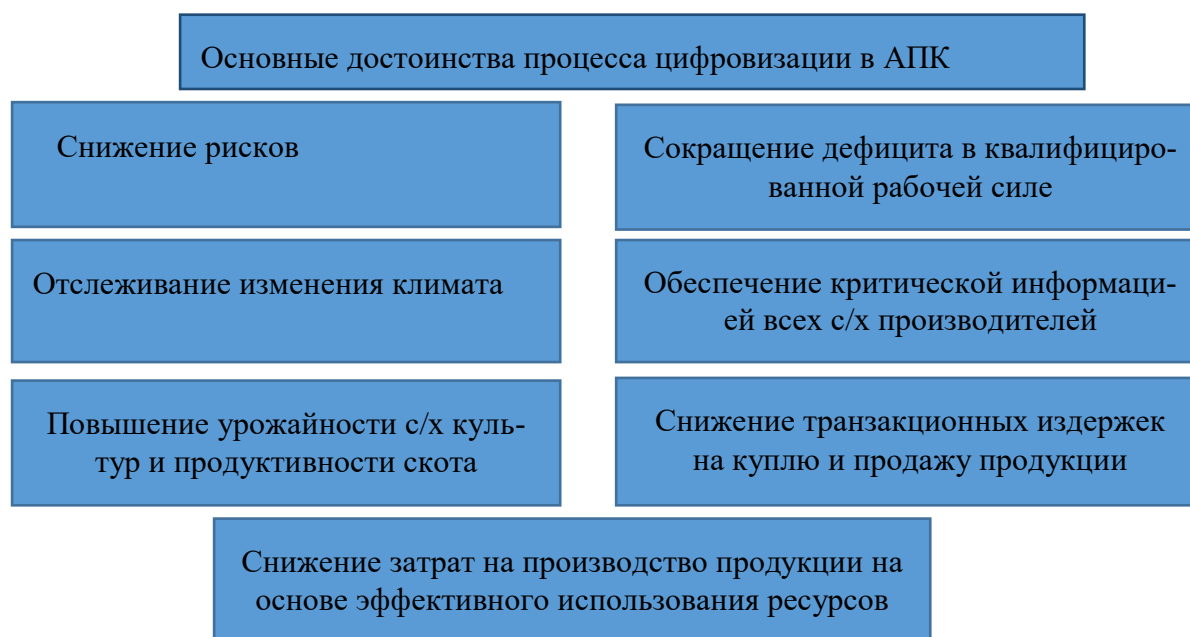 Основные достоинства процесса цифровизации в АПК
Снижение рисков
Сокращение дефицита в квалифициро-
ванной рабочей силе
Отслеживание изменения климата
Обеспечение критической информаци-
ей всех с/х производителей
Повышение урожайности с/х куль-
тур и продуктивности скота
Снижение транзакционных издержек
на куплю и продажу продукции
Снижение затрат на производство продукции на
основе эффективного использования ресурсов